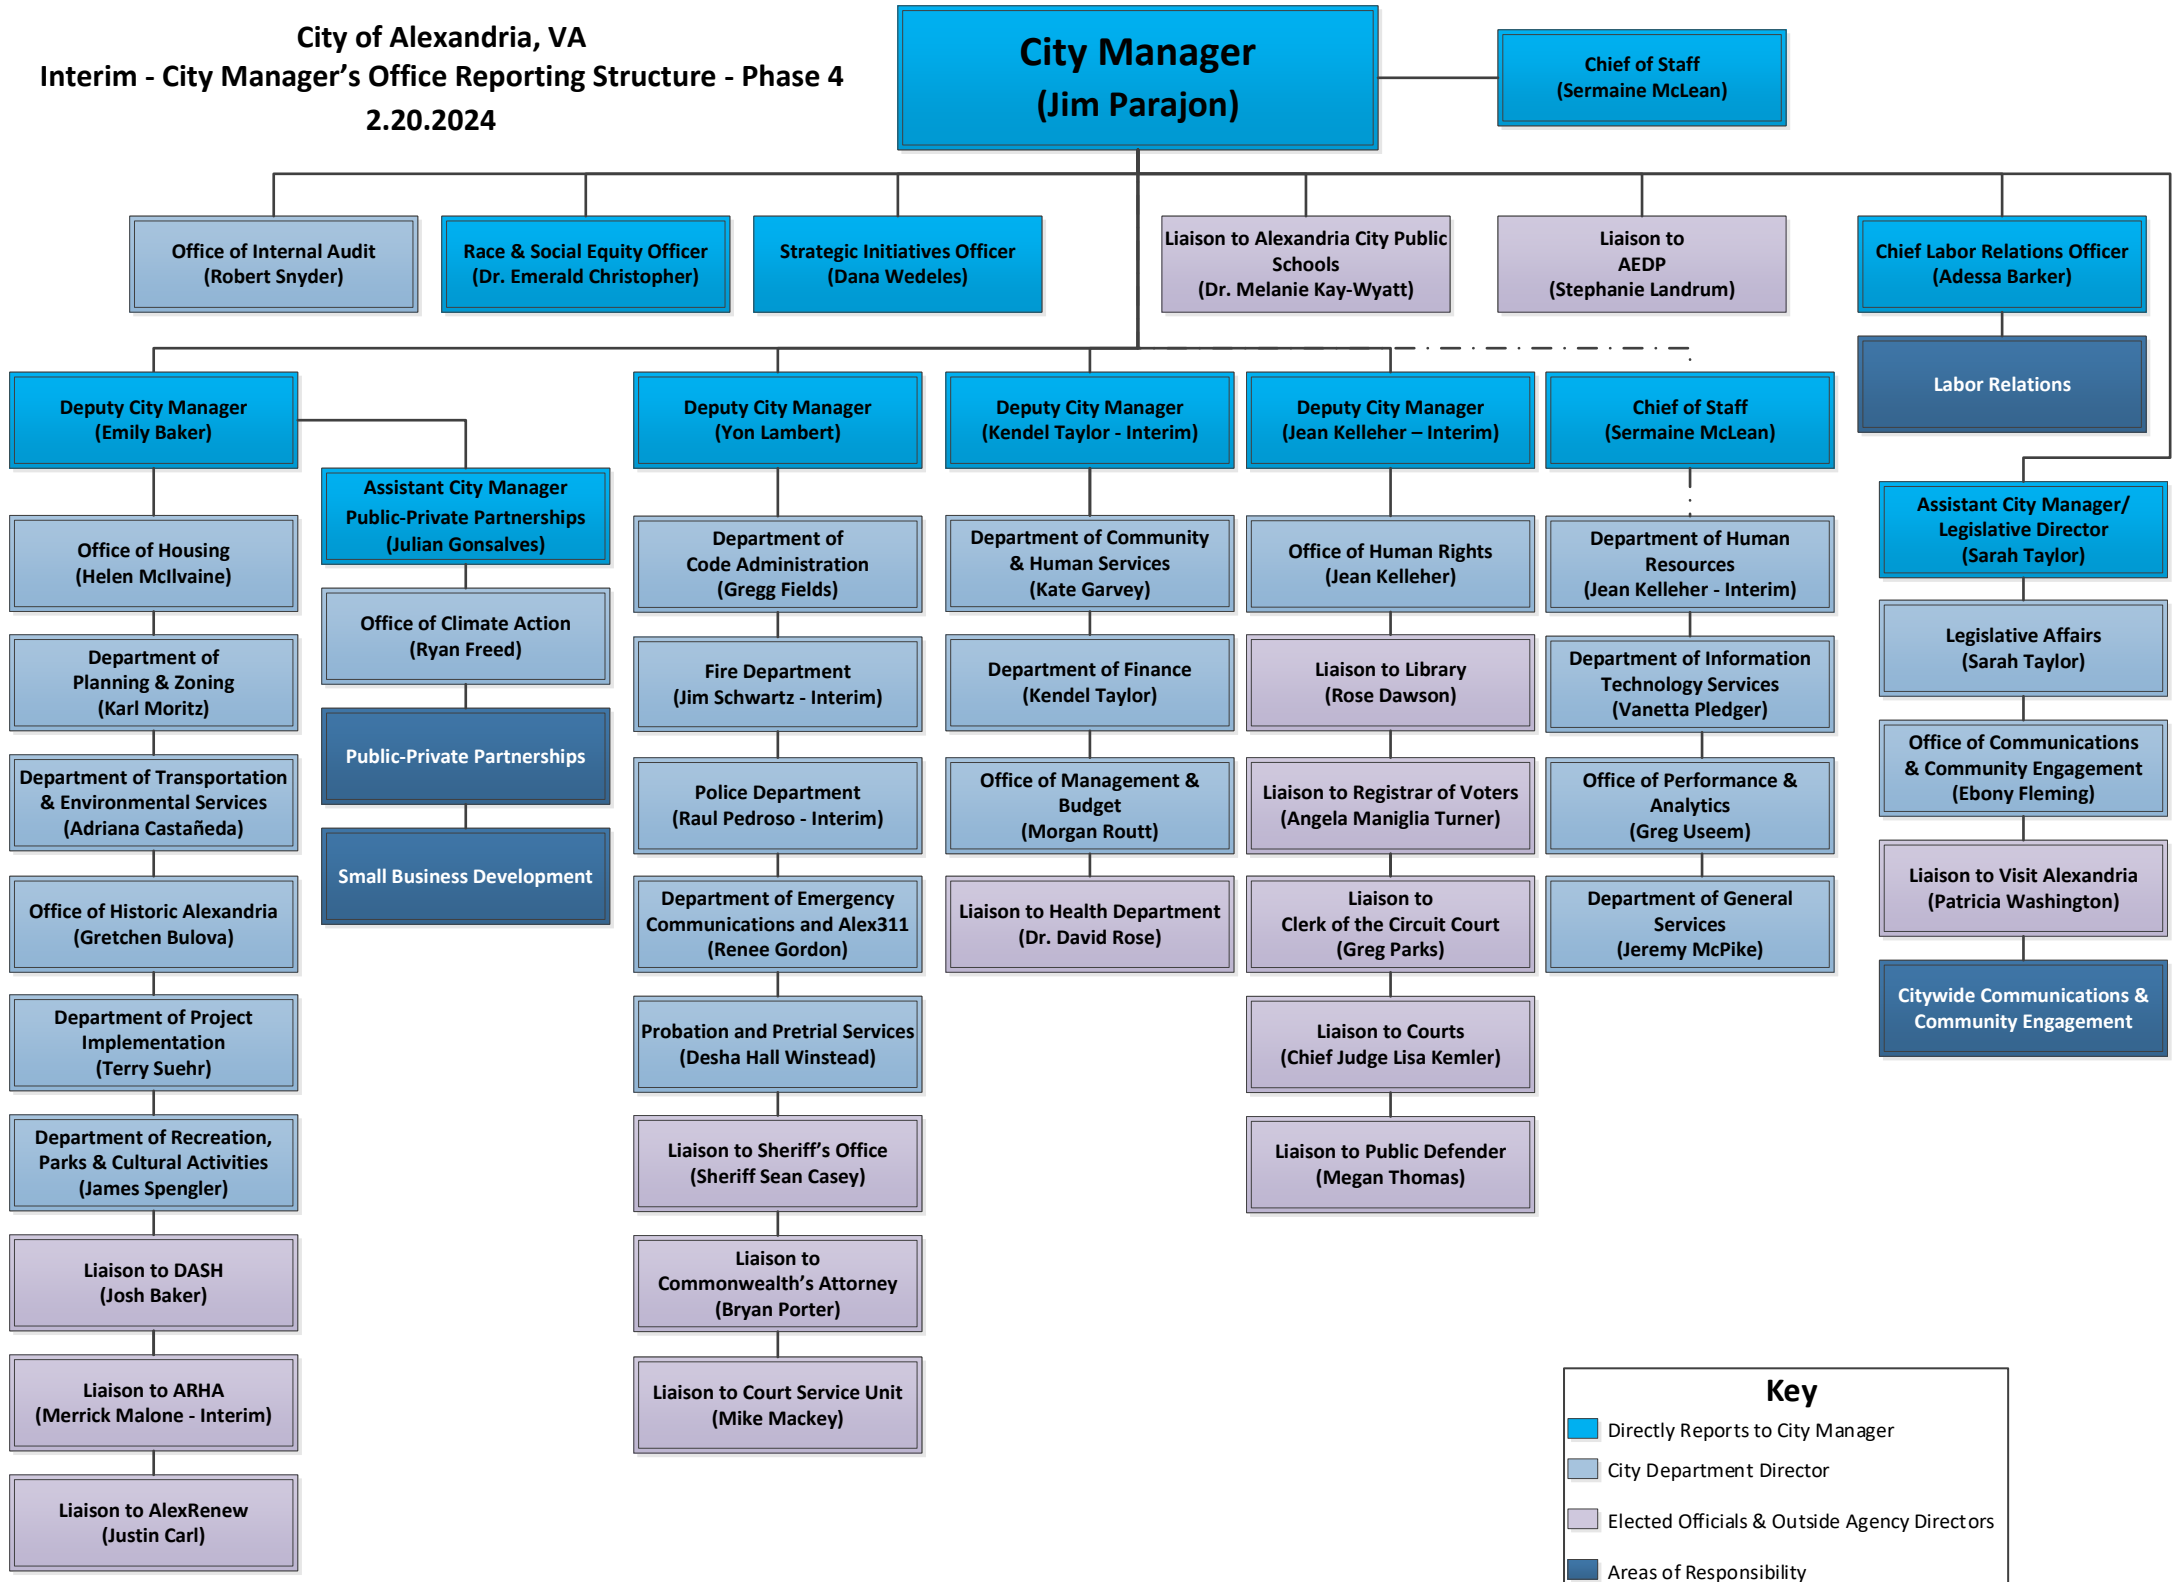 City of Alexandria, VA
Interim - City Manager’s Office Reporting Structure - Phase 4
2.20.2024
City Manager
(Jim Parajon)
Chief of Staff
(Sermaine McLean)
Office of Internal Audit
(Robert Snyder)
Race & Social Equity Officer
(Dr. Emerald Christopher)
Strategic Initiatives Officer
(Dana Wedeles)
Liaison to Alexandria City Public
Schools
(Dr. Melanie Kay-Wyatt)
Liaison to
AEDP
(Stephanie Landrum)
Chief Labor Relations Officer
(Adessa Barker)
Labor Relations
Deputy City Manager
(Emily Baker)
Office of Housing
(Helen McIlvaine)
Department of
Planning & Zoning
(Karl Moritz)
Department of Transportation
& Environmental Services
(Adriana Castañeda)
Office of Historic Alexandria
(Gretchen Bulova)
Department of Project
Implementation
(Terry Suehr)
Department of Recreation,
Parks & Cultural Activities
(James Spengler)
Liaison to DASH
(Josh Baker)
Liaison to ARHA
(Merrick Malone - Interim)
Liaison to AlexRenew
(Justin Carl)
Assistant City Manager
Public-Private Partnerships
(Julian Gonsalves)
Office of Climate Action
(Ryan Freed)
Public-Private Partnerships
Small Business Development
Deputy City Manager
(Yon Lambert)
Department of
Code Administration
(Gregg Fields)
Fire Department
(Jim Schwartz - Interim)
Police Department
(Raul Pedroso - Interim)
Department of Emergency
Communications and Alex311
(Renee Gordon)
Probation and Pretrial Services
(Desha Hall Winstead)
Liaison to Sheriff’s Office
(Sheriff Sean Casey)
Liaison to
Commonwealth’s Attorney
(Bryan Porter)
Liaison to Court Service Unit
(Mike Mackey)
Deputy City Manager
(Kendel Taylor - Interim)
Department of Community
& Human Services
(Kate Garvey)
Department of Finance
(Kendel Taylor)
Office of Management &
Budget
(Morgan Routt)
Liaison to Health Department
(Dr. David Rose)
Deputy City Manager
(Jean Kelleher – Interim)
Office of Human Rights
(Jean Kelleher)
Liaison to Library
(Rose Dawson)
Liaison to Registrar of Voters
(Angela Maniglia Turner)
Liaison to
Clerk of the Circuit Court
(Greg Parks)
Liaison to Courts
(Chief Judge Lisa Kemler)
Liaison to Public Defender
(Megan Thomas)
Chief of Staff
(Sermaine McLean)
Department of Human
Resources
(Jean Kelleher - Interim)
Department of Information
Technology Services
(Vanetta Pledger)
Office of Performance &
Analytics
(Greg Useem)
Department of General
Services
(Jeremy McPike)
Assistant City Manager/
Legislative Director
(Sarah Taylor)
Legislative Affairs
(Sarah Taylor)
Office of Communications
& Community Engagement
(Ebony Fleming)
Liaison to Visit Alexandria
(Patricia Washington)
Citywide Communications &
Community Engagement
Key
Directly Reports to City Manager
City Department Director
Elected Officials & Outside Agency Directors
Areas of Responsibility